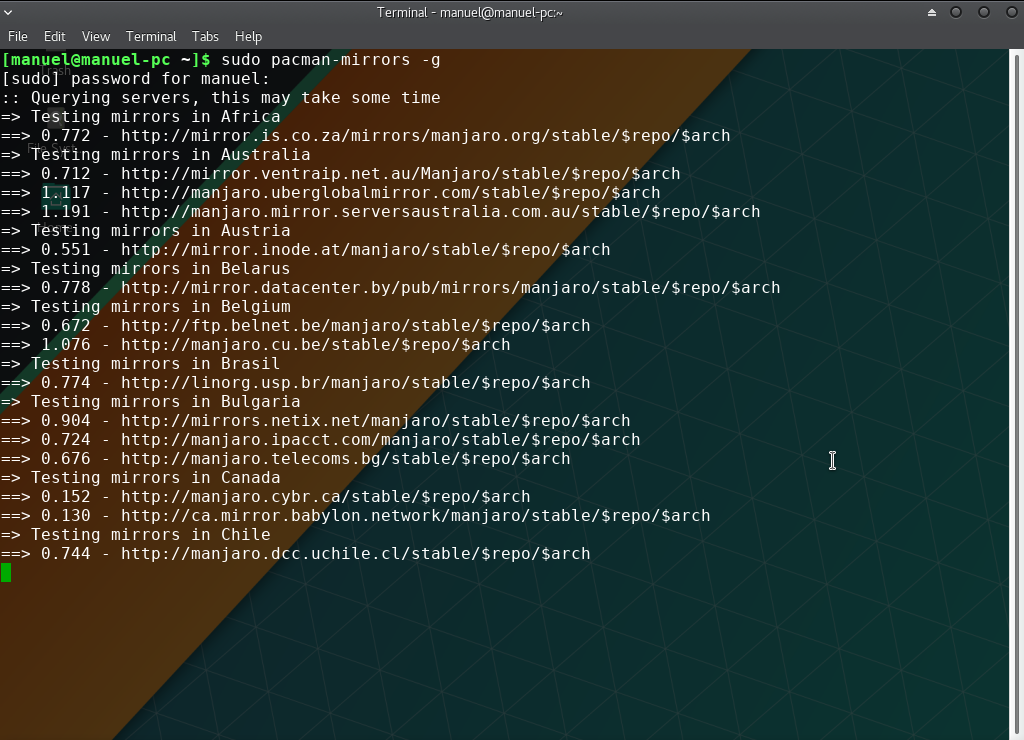 Terminal - manuel@manuel-pc:~
File Edit View Terminal Tabs Help
[manuel@manuel-pc ~]$ sudo pacman-mirrors -g
[sudo] password for manuel:
:: Querying servers, this may take some time
=> Testing mirrors in Africa
==> 0.772 - http://mirror.is.co.za/mirrors/manjaro.org/stable/$repo/$arch
=> Testing mirrors in Australia
==> 0.712 - http://mirror.ventraip.net.au/Manjaro/stable/$repo/$arch
==> 1.117 - http://manjaro.uberglobalmirror.com/stable/$repo/$arch
==> 1.191 - http://manjaro.mirror.serversaustralia.com.au/stable/$repo/$arch
=> Testing mirrors in Austria
==> 0.551 - http://mirror.inode.at/manjaro/stable/$repo/$arch
=> Testing mirrors in Belarus
==> 0.778 - http://mirror.datacenter.by/pub/mirrors/manjaro/stable/$repo/$arch
=> Testing mirrors in Belgium
==> 0.672 - http://ftp.belnet.be/manjaro/stable/$repo/$arch
==> 1.076 - http://manjaro.cu.be/stable/$repo/$arch
=> Testing mirrors in Brasil
==> 0.774 - http://linorg.usp.br/manjaro/stable/$repo/$arch
=> Testing mirrors in Bulgaria
==> 0.904 - http://mirrors.netix.net/manjaro/stable/$repo/$arch
==> 0.724 - http://manjaro.ipacct.com/manjaro/stable/$repo/$arch
==> 0.676 - http://manjaro.telecoms.bg/stable/$repo/$arch
=> Testing mirrors in Canada
==> 0.152 - http://manjaro.cybr.ca/stable/$repo/$arch
==> 0.130 - http://ca.mirror.babylon.network/manjaro/stable/$repo/$arch
=> Testing mirrors in Chile
==> 0.744 - http://manjaro.dcc.uchile.cl/stable/$repo/$arch